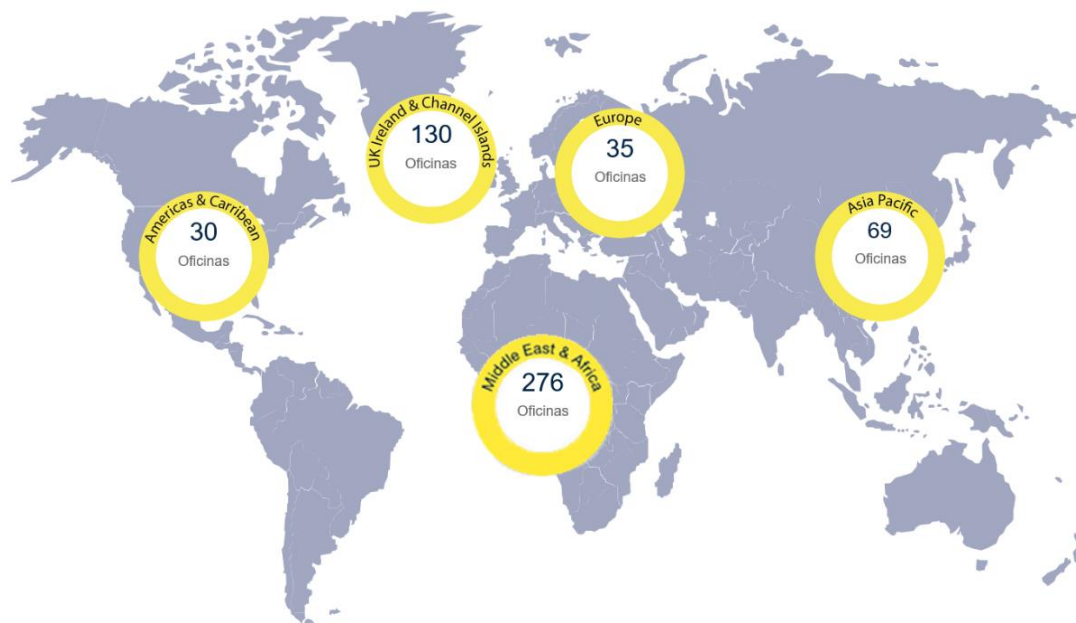 UK Ireland & Channel Islands
130
Oficinas
Europe
35
Oficinas
Americas & Carribean
30
Oficinas
Asia Pacific
69
Oficinas
Middle East & Africa
276
Oficinas